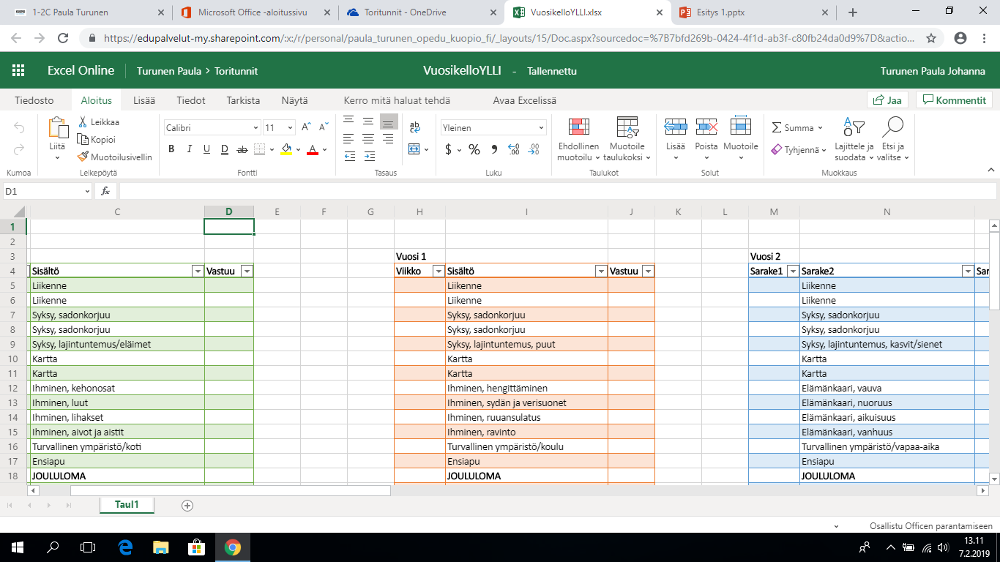 1-2C Paula Turunen
Microsoft Office -aloitussivu
Toritunnit - OneDrive
VuosikelloYLLI.xlsx
Esitys 1.pptx
https://edupalvelut-my.sharepoint.com/:x:/r/personal/paula_turunen_opedu_kuopio_fi/_layouts/15/Doc.aspx?sourcedoc=%7B7bfd269b-0424-4f1d-ab3f-c80fb24da0d9%7D&actio...
Excel Online Turunen Paula > Toritunnit VuosikelloYLLI - Tallennettu Turunen Paula Johanna
Tiedosto Aloitus Lisää Tiedot Tarkista Näytä Kerro mitä haluat tehdä Avaa Excelissä Jaa Kommentit
Liitä Leikkaa
Kopioi
Muotoilusivellin
Calibri 11
B I U D ab A
Yleinen
$ % , ,00 ,00
Ehdollinen muotoilu
Muotoile taulukoksi
Lisää Poista Muotoile
Summa
Tyhjennä
Lajittele ja suodata
Etsi ja valitse
Kumoa Leikepöytä Fontti Tasaus Luku Taulukot Solut Muokkaus
D1 fx
C D E F G H I J K L M N
1
2
3 Vuosi 1 Vuosi 2
4 Sisältö Vastuu Viikko Sisältö Vastuu Sarake1 Sarake2 Sar
5 Liikenne Liikenne Liikenne
6 Liikenne Liikenne Liikenne
7 Syksy, sadonkorjuu Syksy, sadonkorjuu Syksy, sadonkorjuu
8 Syksy, sadonkorjuu Syksy, sadonkorjuu Syksy, sadonkorjuu
9 Syksy, lajintuntemus/eläimet Syksy, lajintuntemus, puut Syksy, lajintuntemus, kasvit/sienet
10 Kartta Kartta Kartta
11 Kartta Kartta Kartta
12 Ihminen, kehonosat Ihminen, hengittäminen Elämänkaari, vauva
13 Ihminen, luut Ihminen, sydän ja verisuonet Elämänkaari, nuoruus
14 Ihminen, lihakset Ihminen, ruuansulatus Elämänkaari, aikuisuus
15 Ihminen, aivot ja aistit Ihminen, ravinto Elämänkaari, vanhuus
16 Turvallinen ympäristö/koti Turvallinen ympäristö/koulu Turvallinen ympäristö/vapaa-aika
17 Ensiapu Ensiapu Ensiapu
18 JOULULOMA JOULULOMA JOULULOMA
Taul1
Osallistu Officen parantamiseen
13.11
7.2.2019